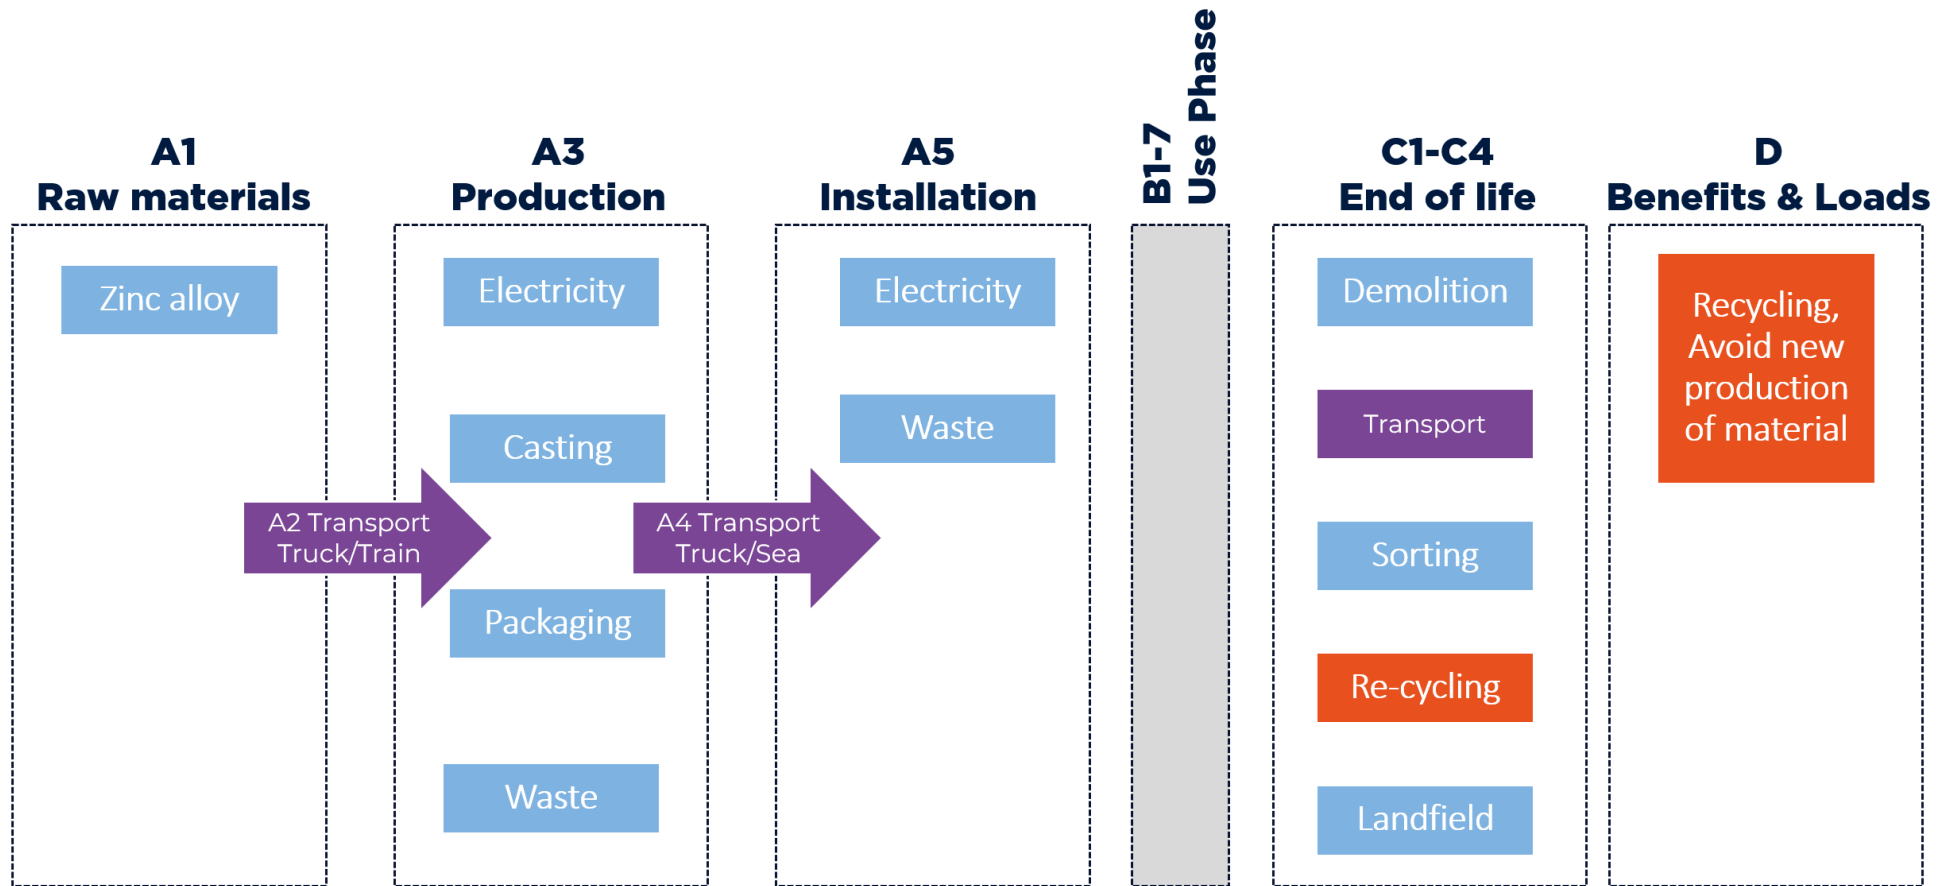 A1
Raw materials
Zinc alloy
A2 Transport
Truck/Train
A3
Production
Electricity
Casting
Packaging
Waste
A4 Transport
Truck/Sea
A5
Installation
Electricity
Waste
B1-7
Use Phase
C1-C4
End of life
Demolition
Transport
Sorting
Re-cycling
Landfield
D
Benefits & Loads
Recycling,
Avoid new
production
of material